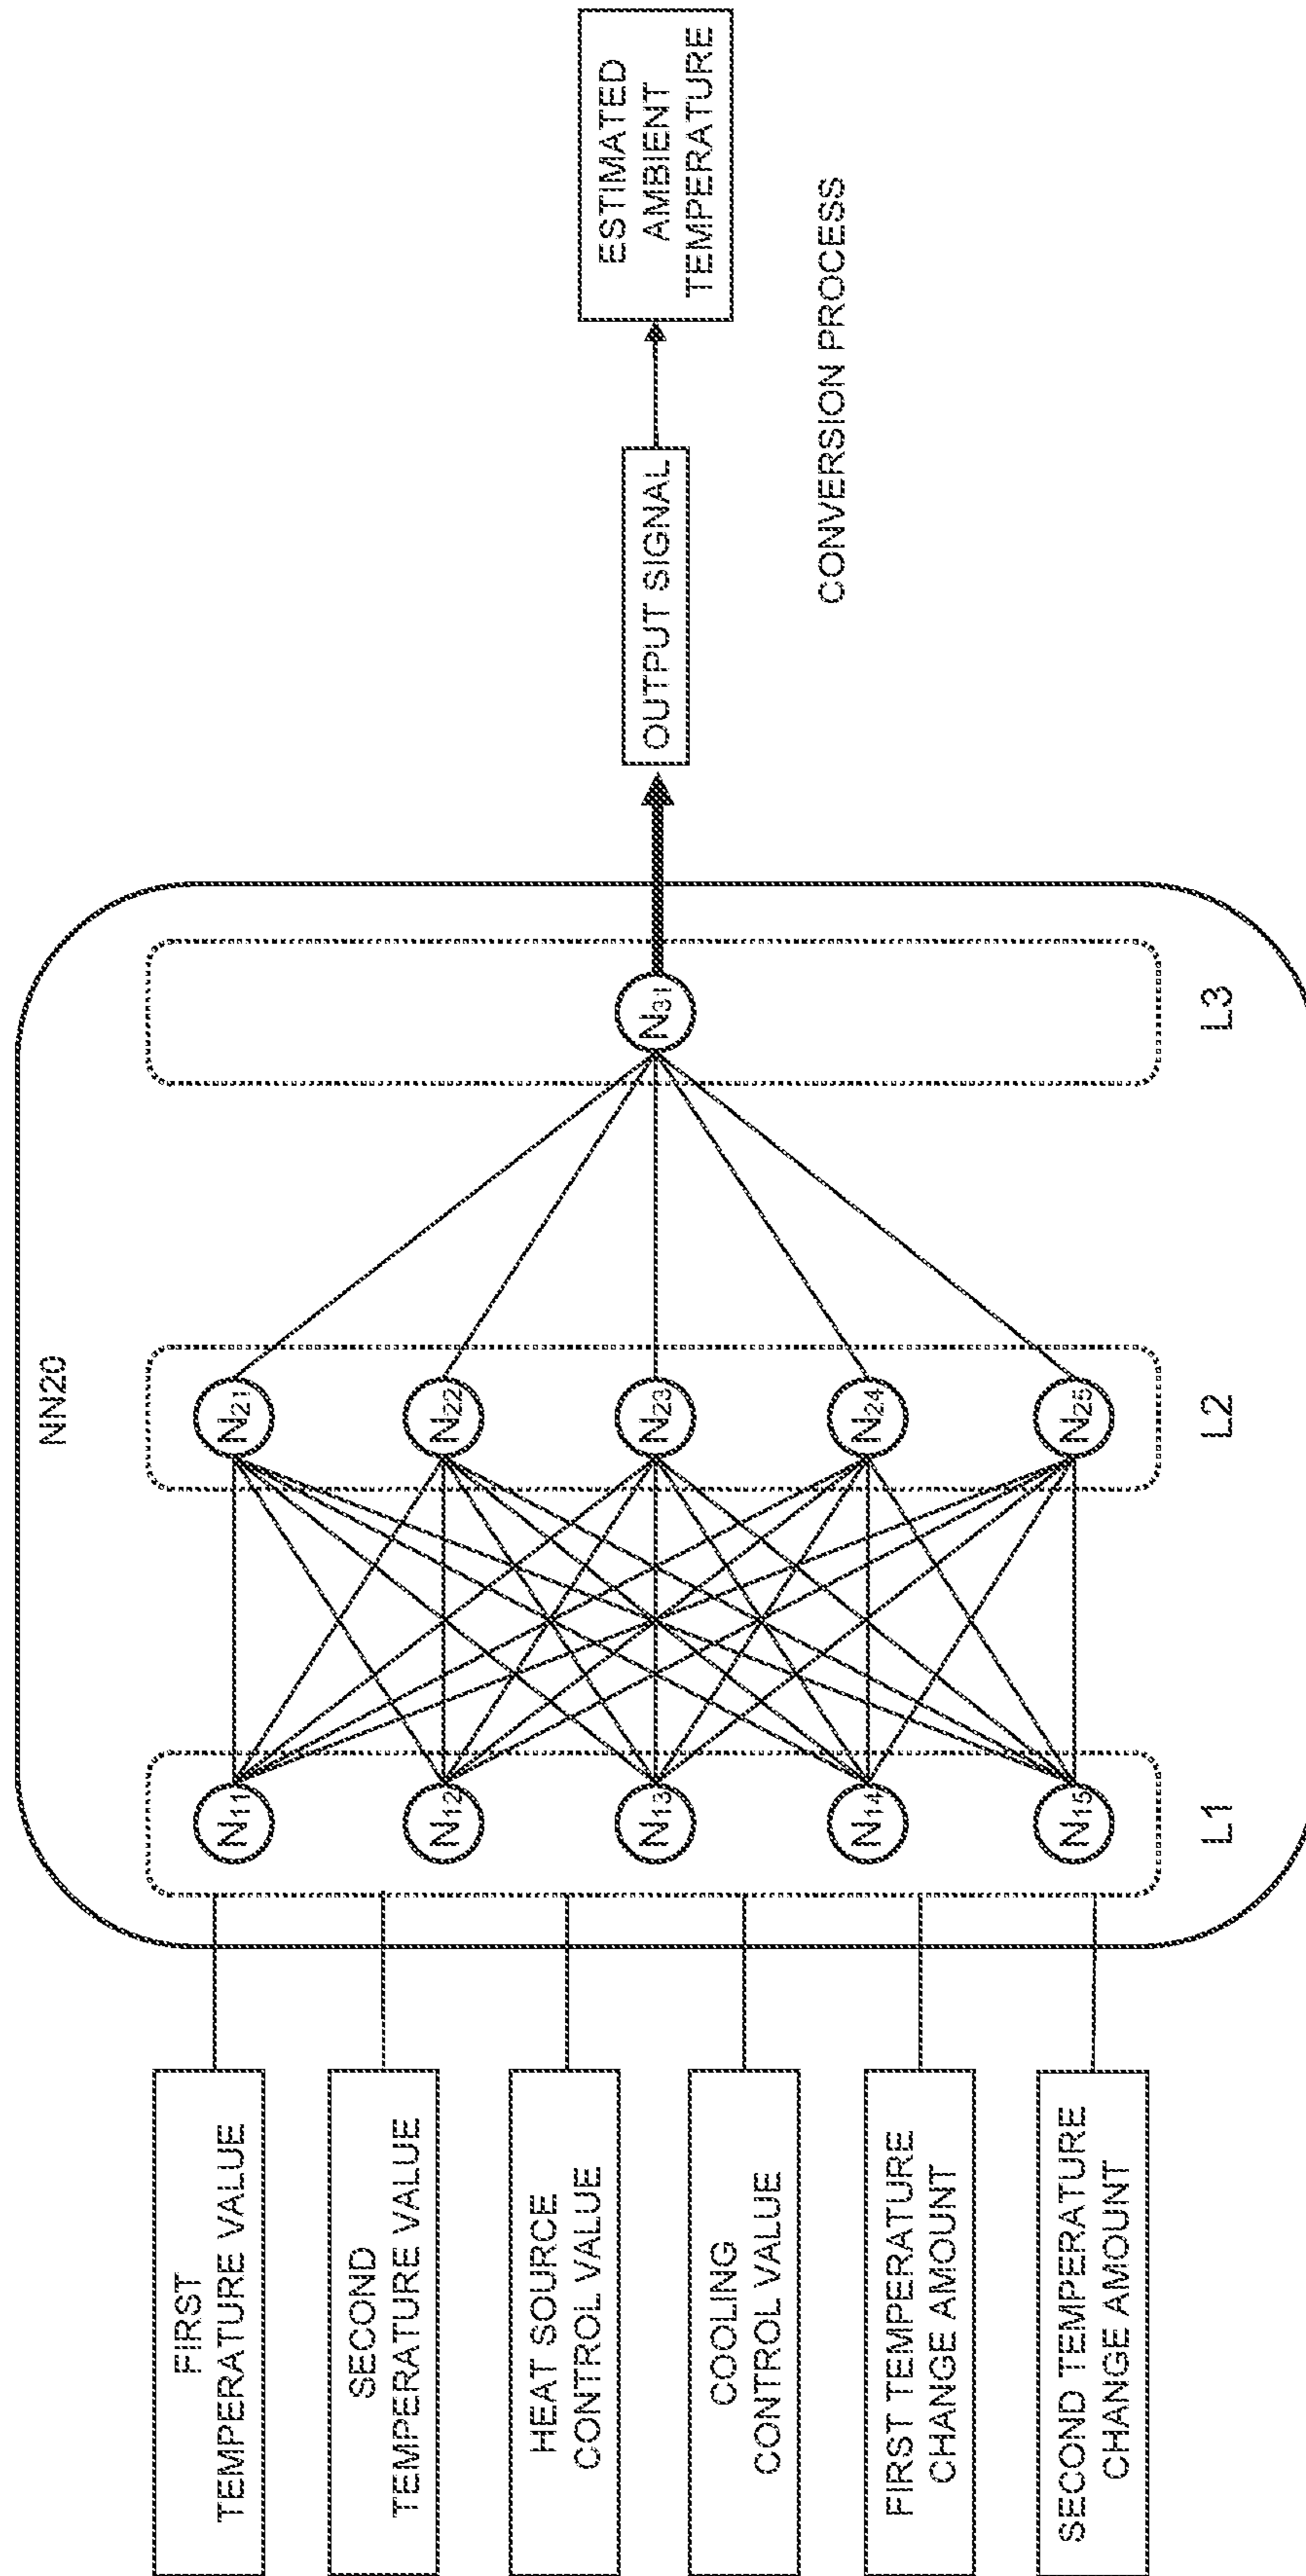 FIRST
TEMPERATURE VALUE
SECOND
TEMPERATURE VALUE
HEAT SOURCE
CONTROL VALUE
COOLING
CONTROL VALUE
FIRST TEMPERATURE
CHANGE AMOUNT
SECOND TEMPERATURE
CHANGE AMOUNT
NN20
N11
N12
N13
N14
N15
L1
N21
N22
N23
N24
N25
L2
N31
L3
OUTPUT SIGNAL
CONVERSION PROCESS
ESTIMATED
AMBIENT
TEMPERATURE